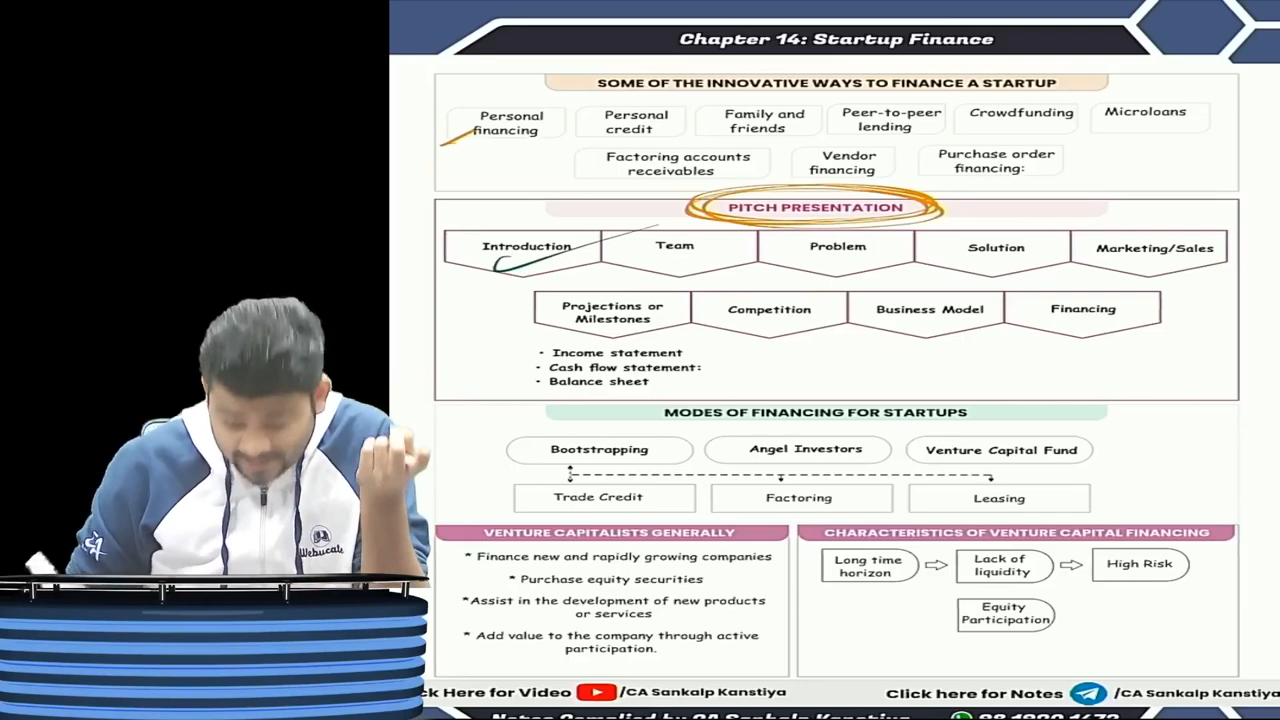 Chapter 14: Startup Finance
SOME OF THE INNOVATIVE WAYS TO FINANCE A STARTUP
Personal financing
Personal credit
Family and friends
Peer-to-peer lending
Crowdfunding
Microloans
Factoring accounts receivables
Vendor financing
Purchase order financing:
PITCH PRESENTATION
Introduction
Team
Problem
Solution
Marketing/Sales
Projections or Milestones
Competition
Business Model
Financing
· Income statement
· Cash flow statement:
· Balance sheet
MODES OF FINANCING FOR STARTUPS
Bootstrapping
Angel Investors
Venture Capital Fund
Trade Credit
Factoring
Leasing
VENTURE CAPITALISTS GENERALLY
* Finance new and rapidly growing companies
* Purchase equity securities
*Assist in the development of new products
or services
* Add value to the company through active
participation.
CHARACTERISTICS OF VENTURE CAPITAL FINANCING
Long time horizon
Lack of liquidity
High Risk
Equity Participation
Webucate
ck Here for Video /CA Sankalp Kanstiya
Click here for Notes /CA Sankalp Kanstiya